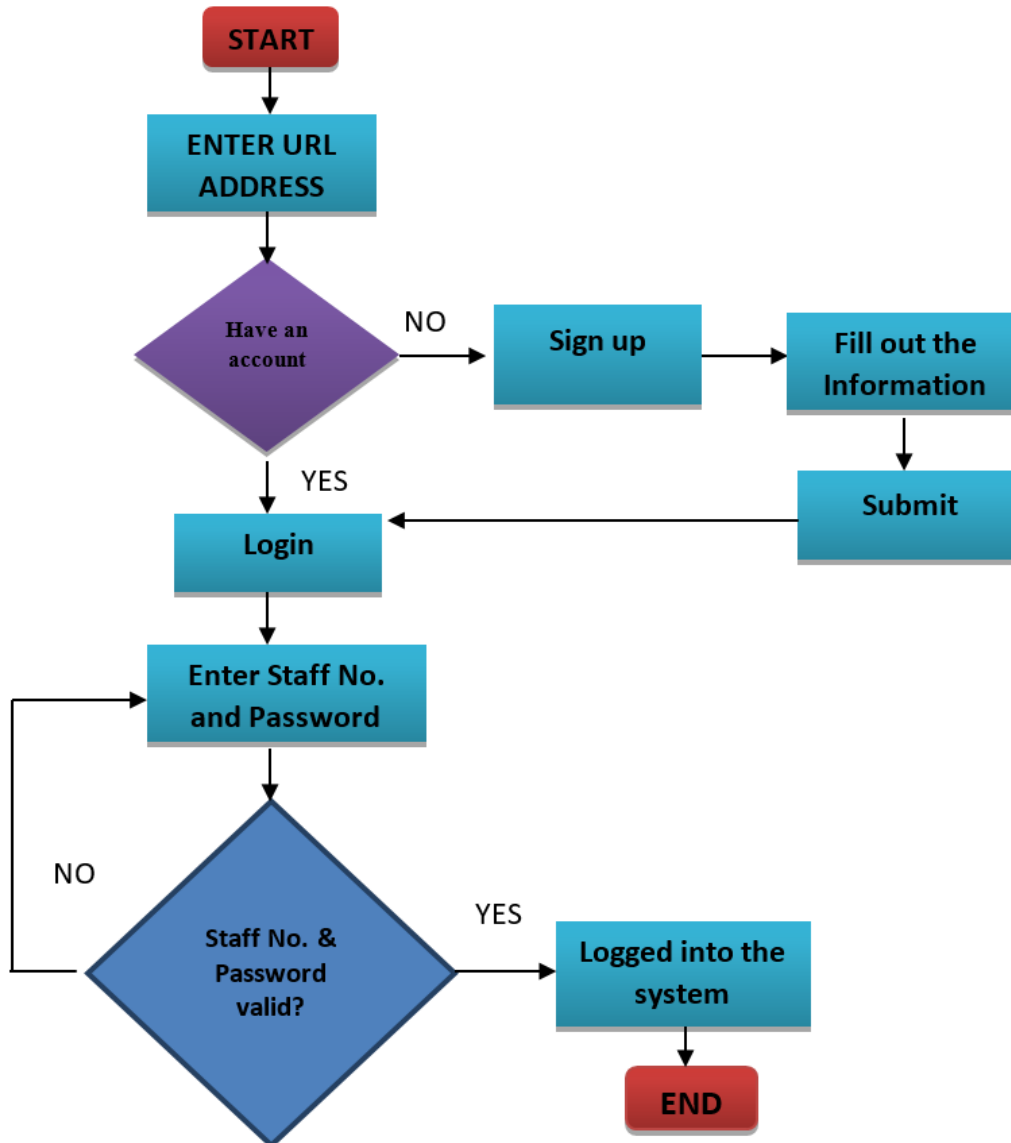 START
ENTER URL
ADDRESS
Have an
account
NO
Sign up
Fill out the
Information
YES
Submit
Login
Enter Staff No.
and Password
NO
Staff No. &
Password
valid?
YES
Logged into the
system
END